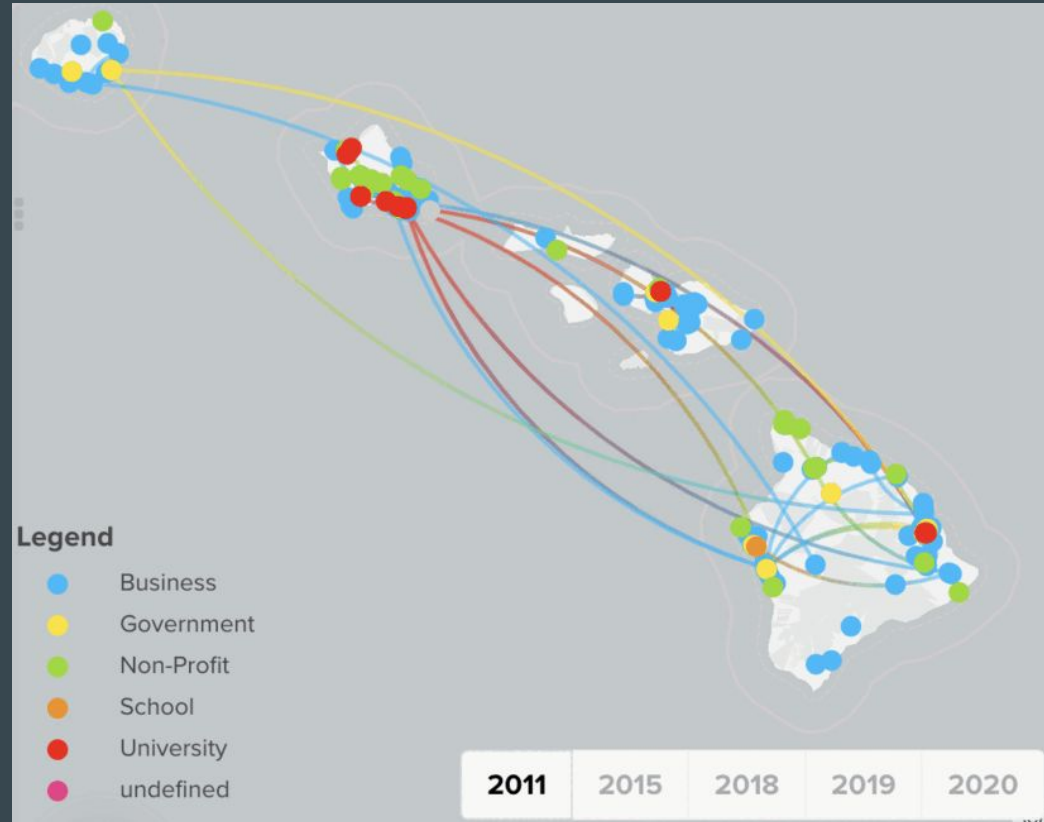 Legend
Business
Government
Non-Profit
School
University
undefined
2011 2015 2018 2019 2020